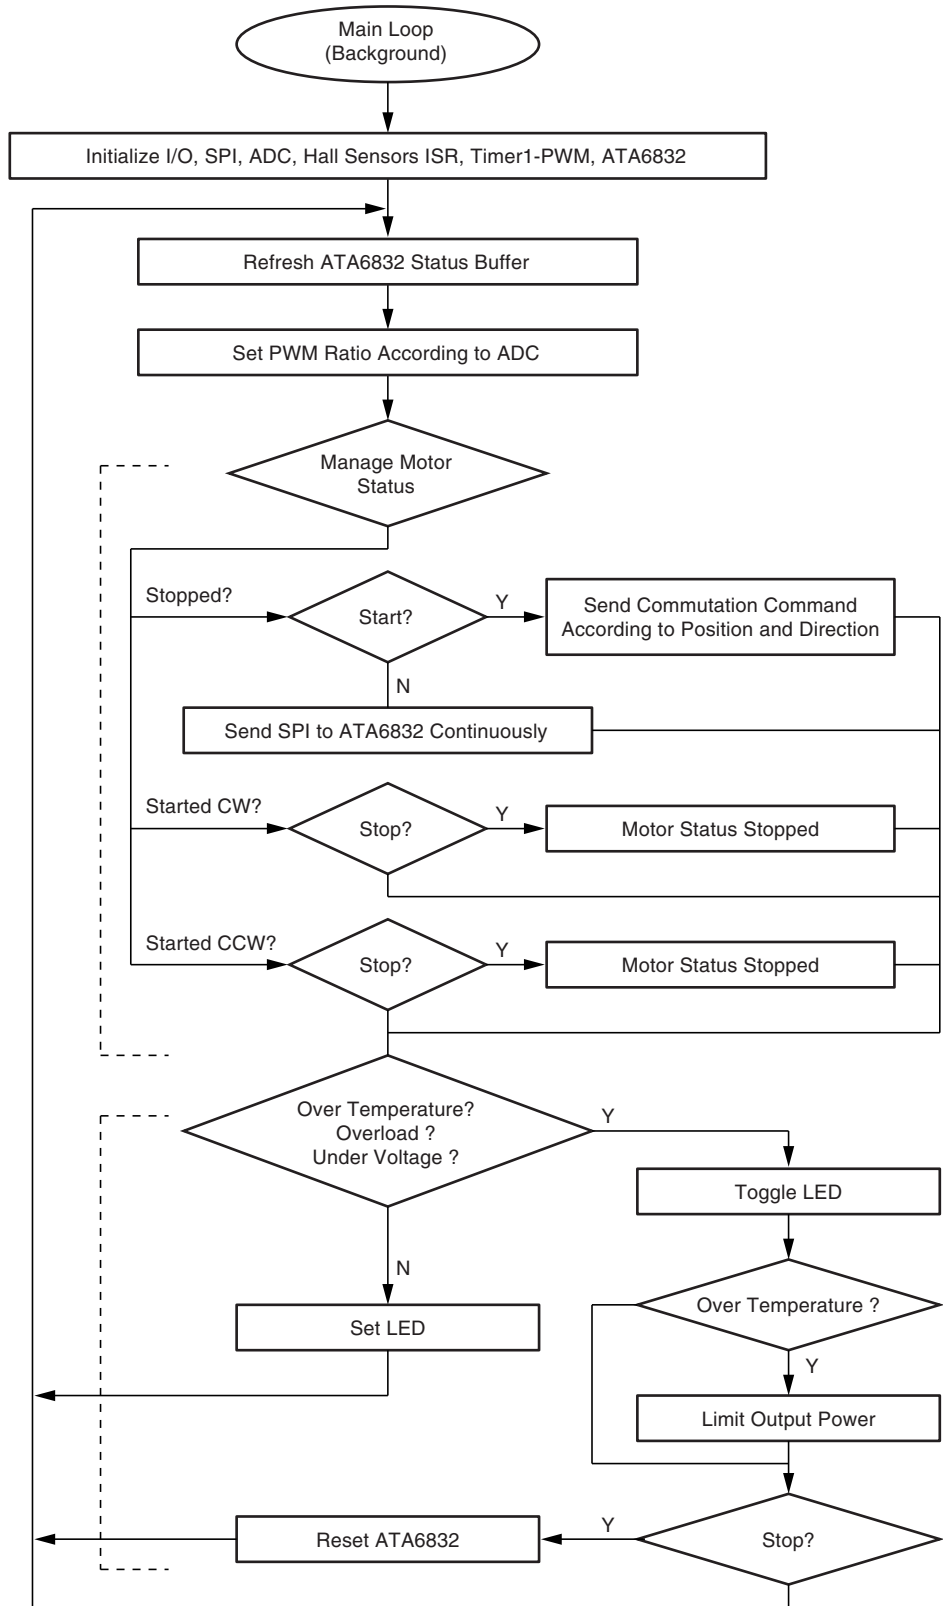 Main Loop
(Background)
Initialize I/O, SPI, ADC, Hall Sensors ISR, Timer1-PWM, ATA6832
Refresh ATA6832 Status Buffer
Set PWM Ratio According to ADC
Manage Motor
Status
Stopped?
Start?
Y
Send Commutation Command
According to Position and Direction
N
Send SPI to ATA6832 Continuously
Started CW?
Stop?
Y
Motor Status Stopped
Started CCW?
Stop?
Y
Motor Status Stopped
Over Temperature?
Overload ?
Under Voltage ?
Y
Toggle LED
N
Set LED
Over Temperature ?
Y
Limit Output Power
Stop?
Y
Reset ATA6832